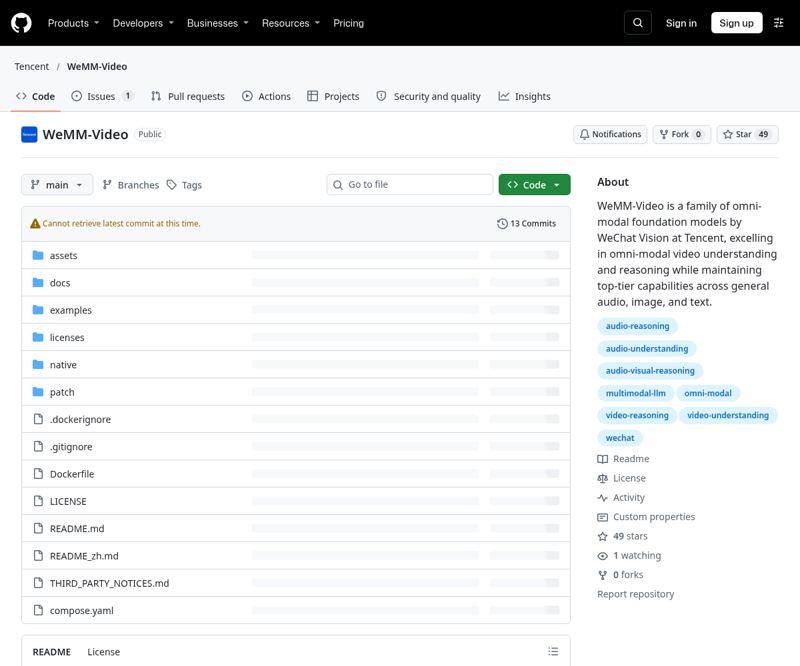 Products Developers Businesses Resources Pricing Sign in Sign up
Tencent / WeMM-Video
Code Issues 1 Pull requests Actions Projects Security and quality Insights
WeMM-Video Public Notifications Fork 0 Star 49
main Branches Tags Go to file Code
Cannot retrieve latest commit at this time. 13 Commits
assets
docs
examples
licenses
native
patch
.dockerignore
.gitignore
Dockerfile
LICENSE
README.md
README_zh.md
THIRD_PARTY_NOTICES.md
compose.yaml
README License
About
WeMM-Video is a family of omni-
modal foundation models by
WeChat Vision at Tencent, excelling
in omni-modal video understanding
and reasoning while maintaining
top-tier capabilities across general
audio, image, and text.
audio-reasoning
audio-understanding
audio-visual-reasoning
multimodal-llm omni-modal
video-reasoning video-understanding
wechat
Readme
License
Activity
Custom properties
49 stars
1 watching
0 forks
Report repository